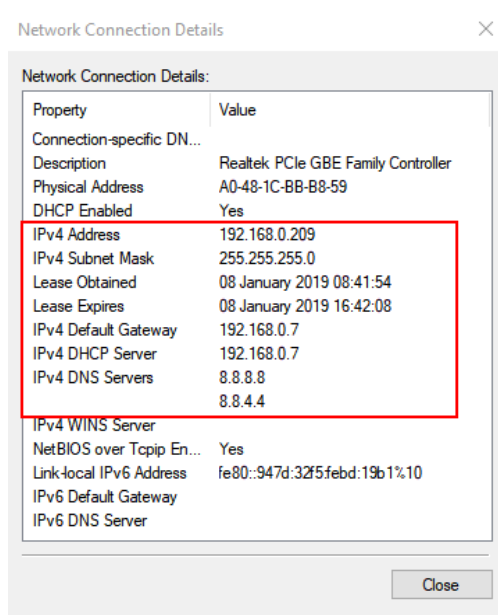 Network Connection Details
Network Connection Details:
Property Value
Connection-specific DN...
Description Realtek PCIe GBE Family Controller
Physical Address A0-48-1C-BB-B8-59
DHCP Enabled Yes
IPv4 Address 192.168.0.209
IPv4 Subnet Mask 255.255.255.0
Lease Obtained 08 January 2019 08:41:54
Lease Expires 08 January 2019 16:42:08
IPv4 Default Gateway 192.168.0.7
IPv4 DHCP Server 192.168.0.7
IPv4 DNS Servers 8.8.8.8
8.8.4.4
IPv4 WINS Server
NetBIOS over Tcpip En... Yes
Link-local IPv6 Address fe80::947d:32f5:febd:19b1%10
IPv6 Default Gateway
IPv6 DNS Server
Close